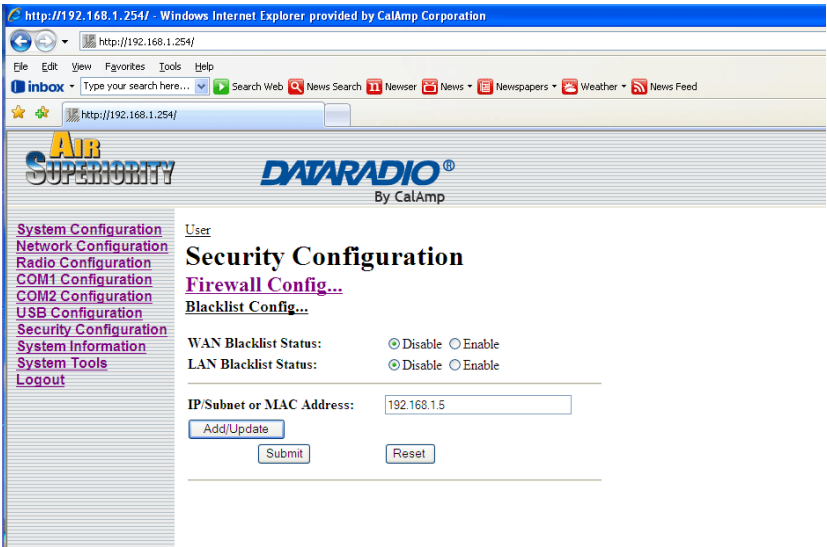 http://192.168.1.254/ - Windows Internet Explorer provided by CalAmp Corporation
http://192.168.1.254/
File Edit View Favorites Tools Help
inbox Type your search here... Search Web News Search Newser News Newspapers Weather News Feed
http://192.168.1.254/
AIR SUPERIORITY
DATARADIO®
By CalAmp
System Configuration
Network Configuration
Radio Configuration
COM1 Configuration
COM2 Configuration
USB Configuration
Security Configuration
System Information
System Tools
Logout
User
Security Configuration
Firewall Config...
Blacklist Config...
WAN Blacklist Status: Disable Enable
LAN Blacklist Status: Disable Enable
IP/Subnet or MAC Address: 192.168.1.5
Add/Update
Submit Reset